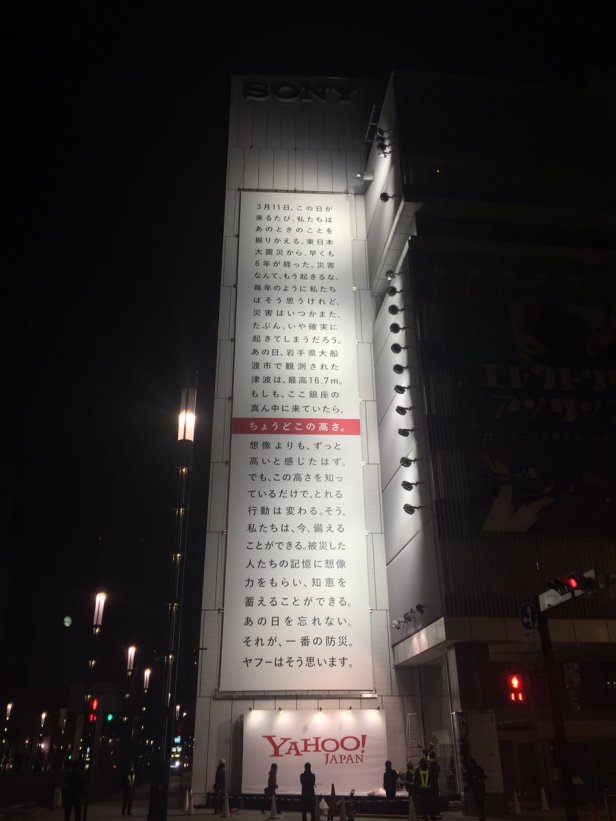 SONY
3月11日。この日が
来るたび、私たちは
あのときのことを
振りかえる。東日本
大震災から、早くも
6年が経った。災害
なんて、もう起きるな。
毎年のように私たち
はそう思うけれど、
災害はいつかまた、
たぶん、いや確実に
起きてしまうだろう。
あの日、岩手県大船
渡市で観測された
津波は、最高16.7m。
もしも、ここ銀座の
真ん中に来ていたら、
ちょうどこの高さ。
想像よりも、ずっと
高いと感じたはず。
でも、この高さを知っ
ているだけで、とれる
行動は変わる。そう。
私たちは、今、備える
ことができる。被災した
人たちの記憶に想像
力をもらい、知恵を
蓄えることができる。
あの日を忘れない。
それが、一番の防災。
ヤフーはそう思います。
YAHOO!
JAPAN